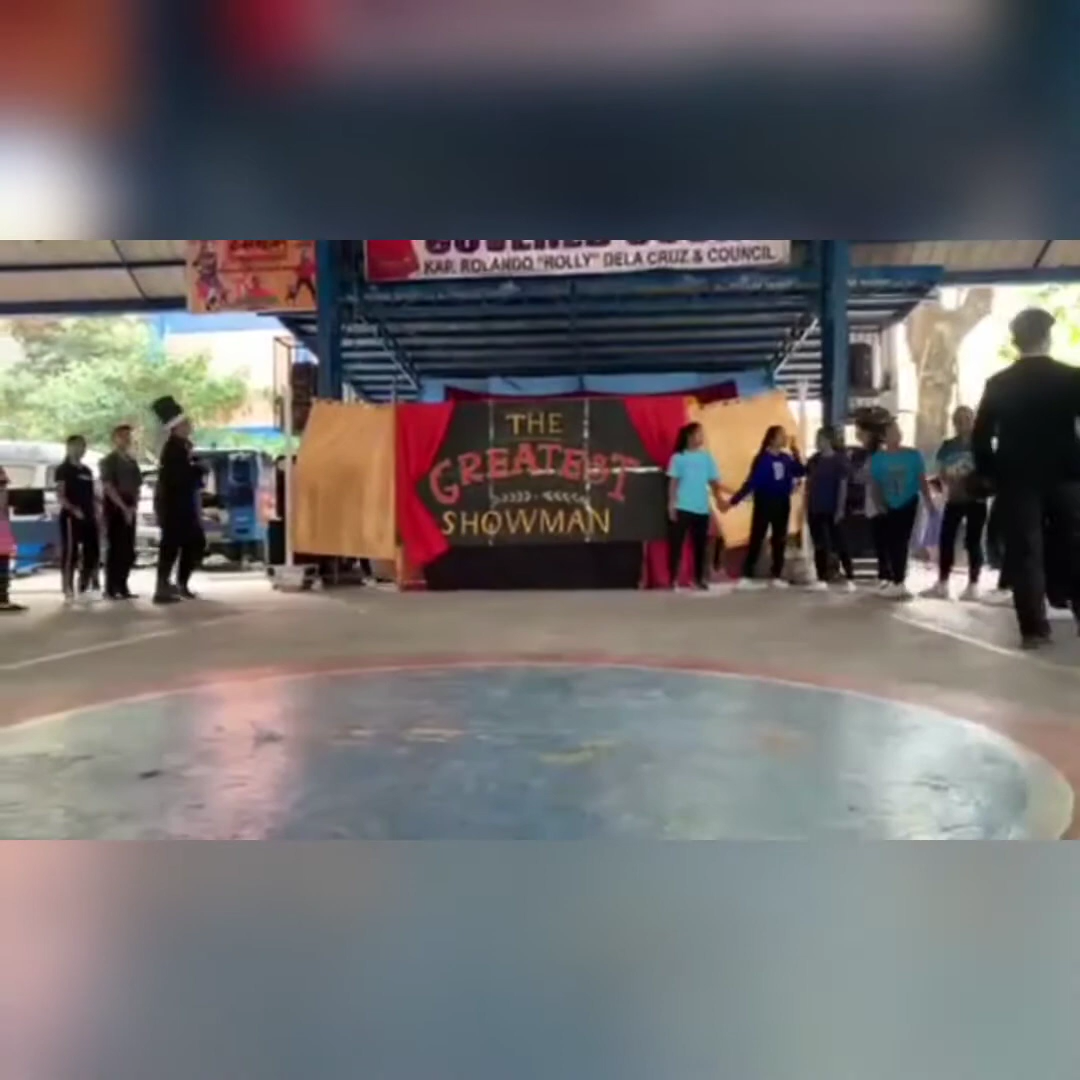 KAP. ROLANDO "ROLLY" DELA CRUZ & COUNCIL
THE
GREATEST
SHOWMAN